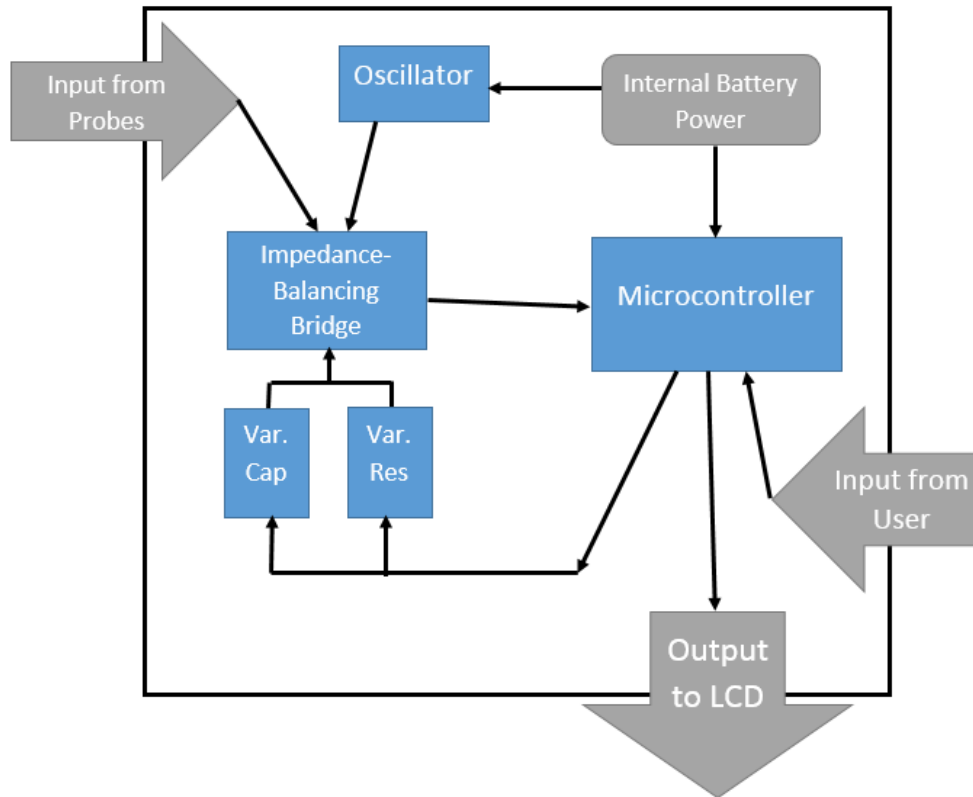 Input from
Probes
Oscillator
Internal Battery
Power
Impedance-
Balancing
Bridge
Microcontroller
Var.
Cap
Var.
Res
Input from
User
Output
to LCD